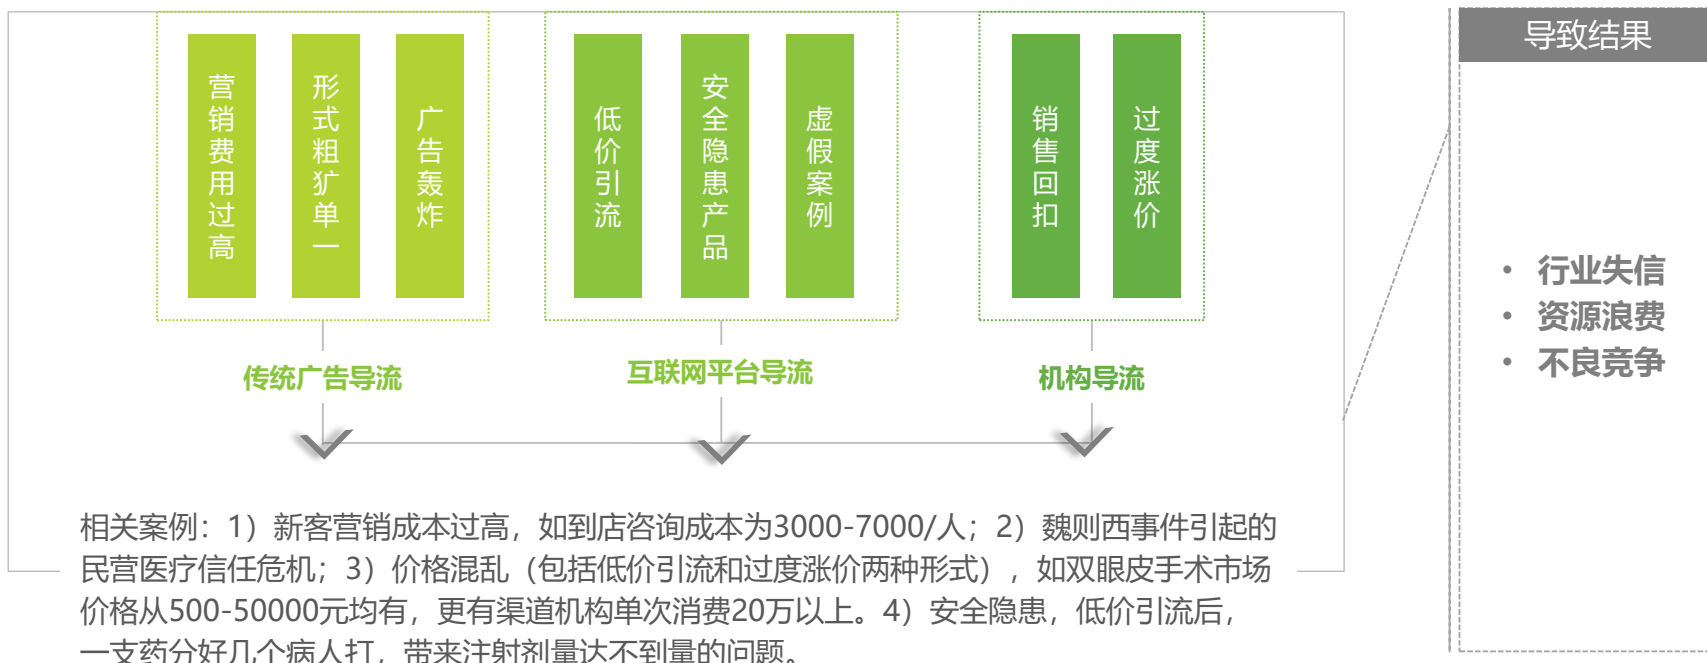 营销费用过高
形式粗犷单一
广告轰炸
低价引流
安全隐患产品
虚假案例
销售回扣
过度涨价
传统广告导流
互联网平台导流
机构导流
相关案例：1）新客营销成本过高，如到店咨询成本为3000-7000/人；2）魏则西事件引起的
民营医疗信任危机；3）价格混乱（包括低价引流和过度涨价两种形式），如双眼皮手术市场
价格从500-50000元均有，更有渠道机构单次消费20万以上。4）安全隐患，低价引流后，
一支药分好几个病人打，带来注射剂量达不到量的问题。
导致结果
• 行业失信
• 资源浪费
• 不良竞争